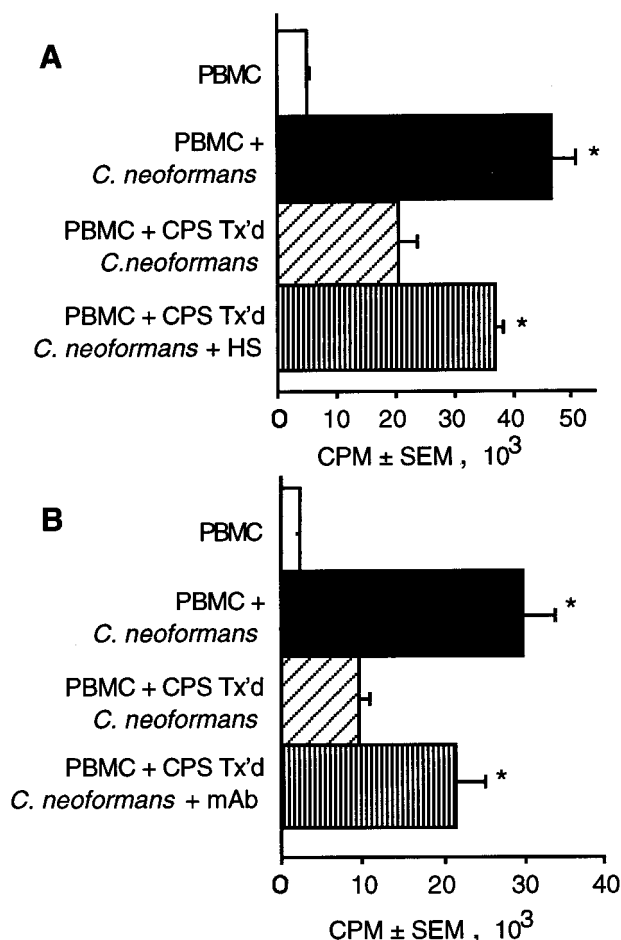 A
PBMC
PBMC +
C. neoformans
*
PBMC + CPS Tx'd
C.neoformans
PBMC + CPS Tx'd
C. neoformans + HS
*
0 10 20 30 40 50
CPM ± SEM , 10³
B
PBMC
PBMC +
C. neoformans
*
PBMC + CPS Tx'd
C. neoformans
PBMC + CPS Tx'd
C. neoformans + mAb
*
0 10 20 30 40
CPM ± SEM , 10³